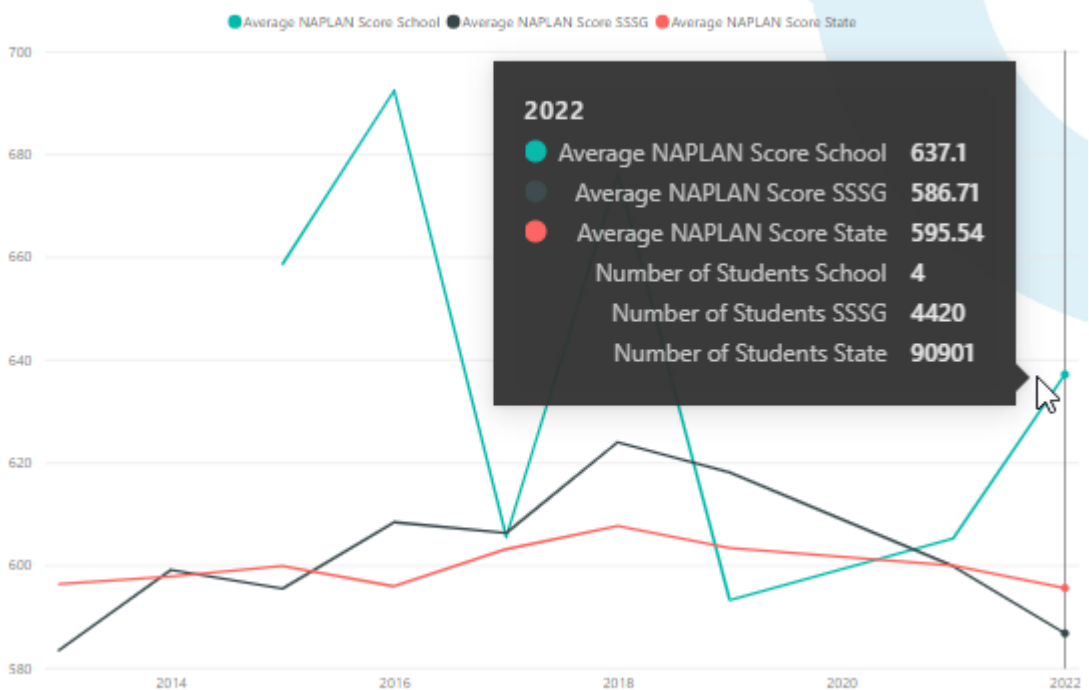 Average NAPLAN Score School Average NAPLAN Score SSSG Average NAPLAN Score State
700
2022
Average NAPLAN Score School 637.1
680
Average NAPLAN Score SSSG 586.71
Average NAPLAN Score State 595.54
660
Number of Students School 4
Number of Students SSSG 4420
Number of Students State 90901
640
620
600
580
2014 2016 2018 2020 2022